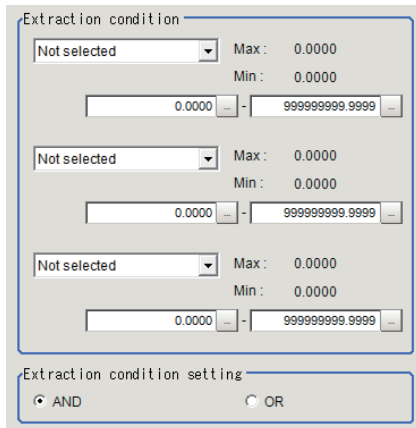 Extraction condition
Not selected Max : 0.0000
Min : 0.0000
0.0000 ... - 999999999.9999 ...
Not selected Max : 0.0000
Min : 0.0000
0.0000 ... - 999999999.9999 ...
Not selected Max : 0.0000
Min : 0.0000
0.0000 ... - 999999999.9999 ...
Extraction condition setting
AND OR